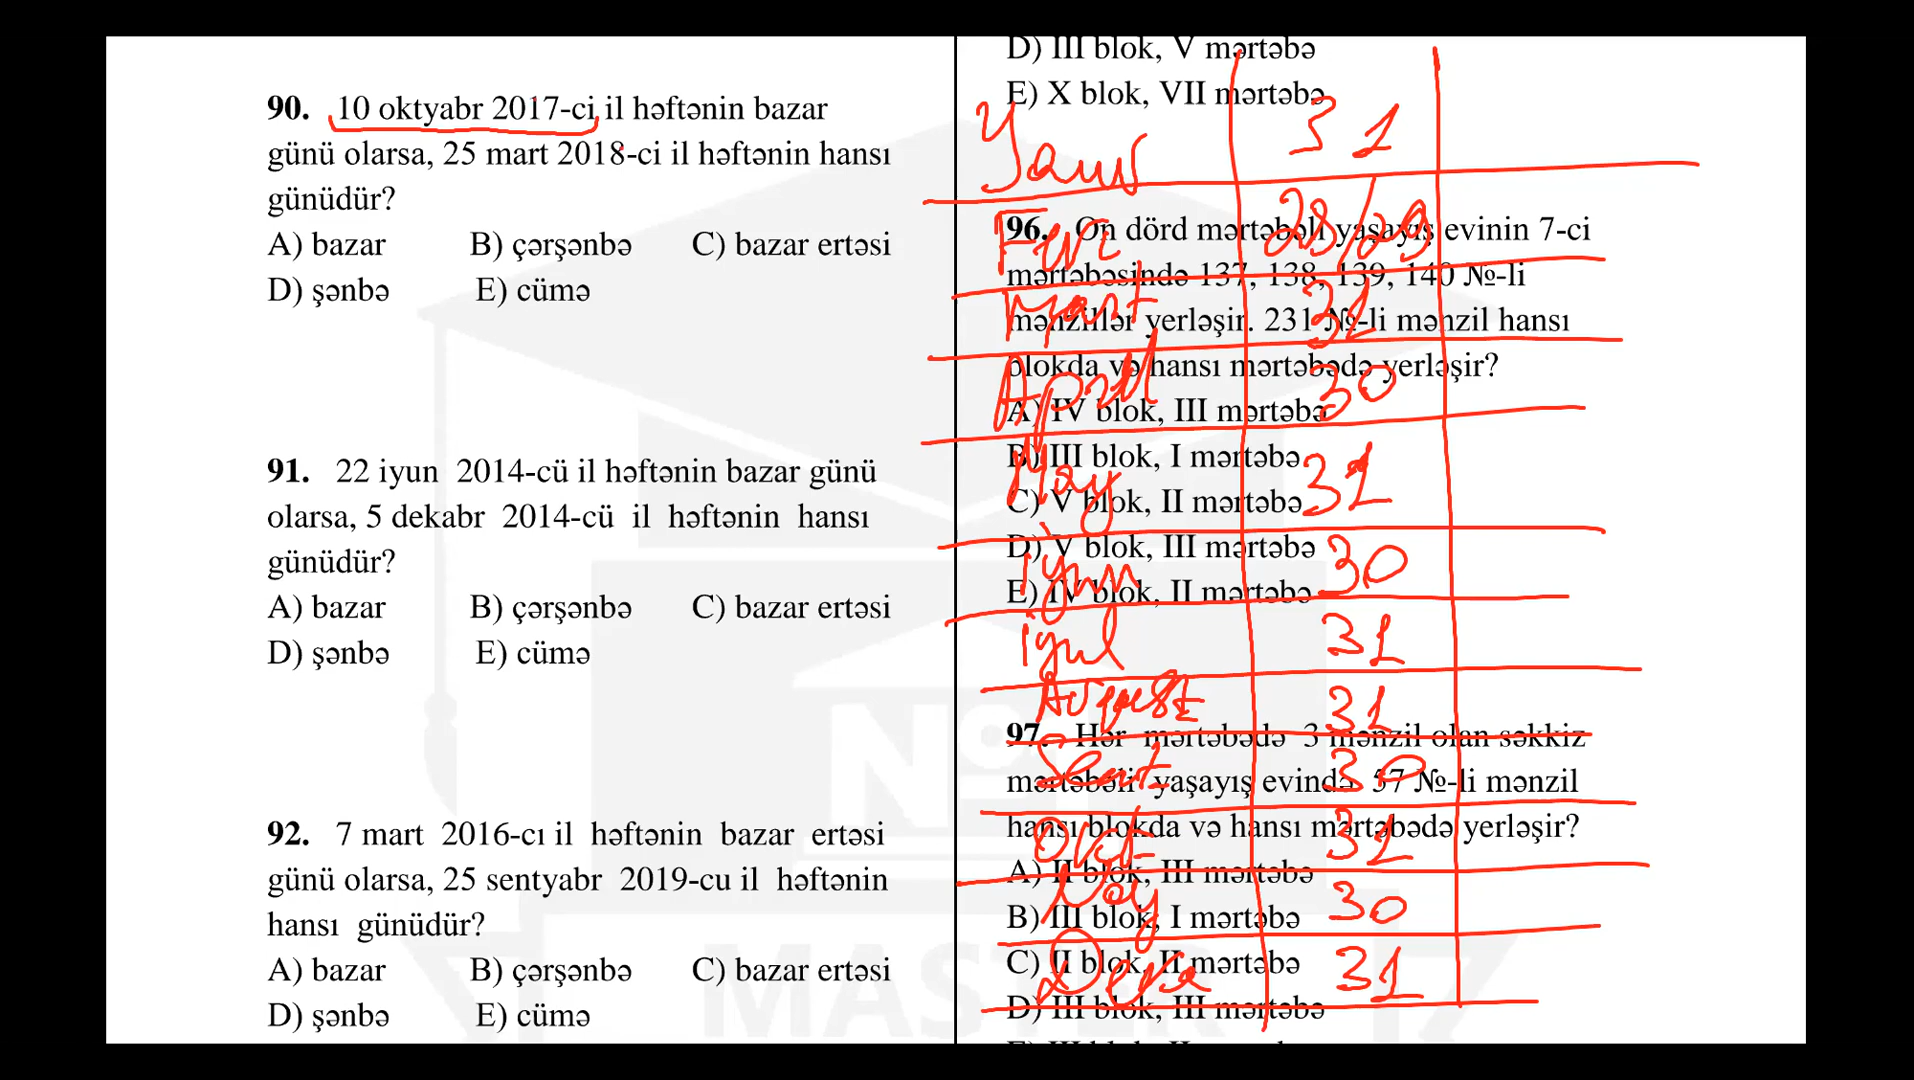 90. 10 oktyabr 2017-ci il həftənin bazar
günü olarsa, 25 mart 2018-ci il həftənin hansı
günüdür?
A) bazar B) çərşənbə C) bazar ertəsi
D) şənbə E) cümə
91. 22 iyun 2014-cü il həftənin bazar günü
olarsa, 5 dekabr 2014-cü il həftənin hansı
günüdür?
A) bazar B) çərşənbə C) bazar ertəsi
D) şənbə E) cümə
92. 7 mart 2016-cı il həftənin bazar ertəsi
günü olarsa, 25 sentyabr 2019-cu il həftənin
hansı günüdür?
A) bazar B) çərşənbə C) bazar ertəsi
D) şənbə E) cümə
D) III blok, V mərtəbə
E) X blok, VII mərtəbə
96. On dörd mərtəbəli yaşayış evinin 7-ci
mərtəbəsində 137, 138, 139, 140 №-li
mənzillər yerləşir. 231 №-li mənzil hansı
blokda və hansı mərtəbədə yerləşir?
A) IV blok, III mərtəbə
B) III blok, I mərtəbə
C) V blok, II mərtəbə
D) V blok, III mərtəbə
E) IV blok, II mərtəbə
97. Hər mərtəbədə 3 mənzil olan səkkiz
mərtəbəli yaşayış evində 57 №-li mənzil
hansı blokda və hansı mərtəbədə yerləşir?
A) II blok, III mərtəbə
B) III blok, I mərtəbə
C) II blok, II mərtəbə
D) III blok, III mərtəbə
Yanv 31
28/29
Mart 31
Aprel 30
May 31
iyun 30
iyul 31
Avqust 31
Sent 30
Okt 31
Noy 30
31
№
MASTER